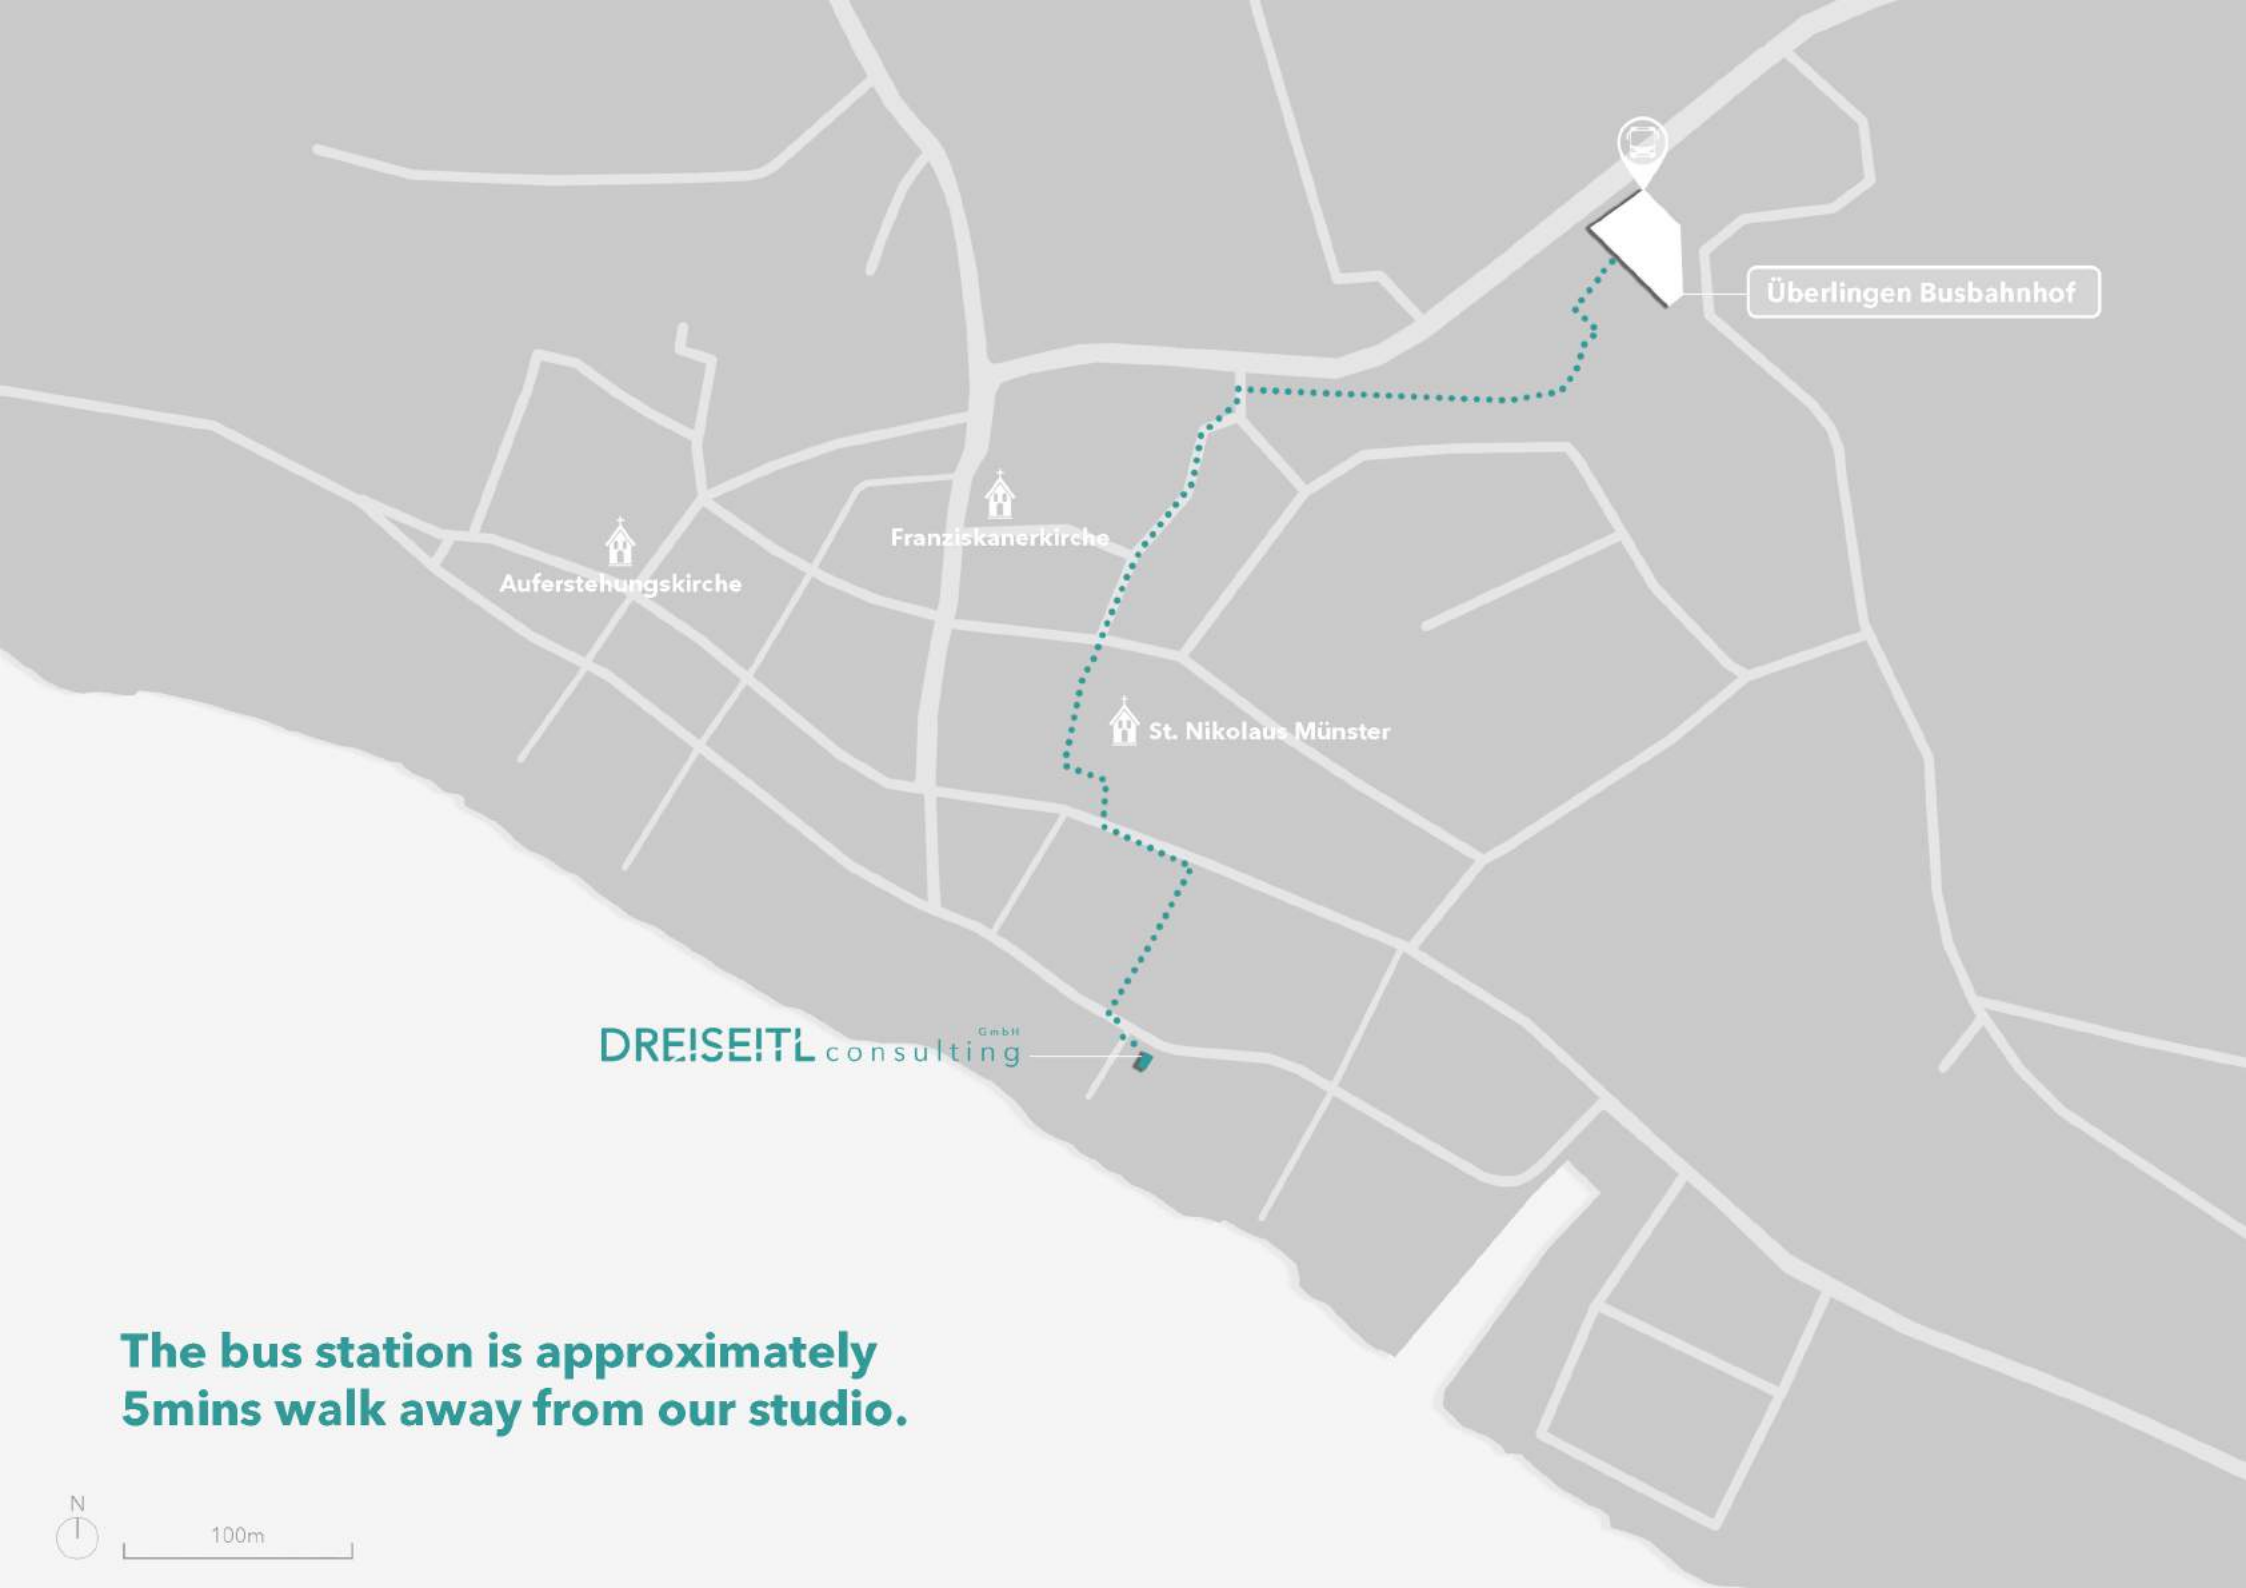 Überlingen Busbahnhof
Franziskanerkirche
Auferstehungskirche
St. Nikolaus Münster
DREISEITL consulting GmbH
The bus station is approximately
5mins walk away from our studio.
N
100m